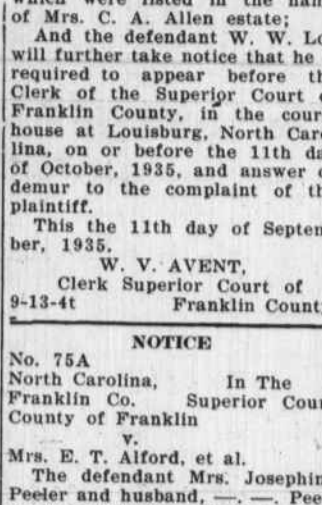 which were listed in the nam
of Mrs. C. A. Allen estate;
And the defendant W. W. Lo
will further take notice that he
required to appear before th
Clerk of the Superior Court o
Franklin County, in the cour
house at Louisburg, North Caro
lina, on or before the 11th da
of October, 1935, and answer o
demur to the complaint of th
plaintiff.
This the 11th day of Septem
ber, 1935.
W. V. AVENT,
Clerk Superior Court of
9-13-4t Franklin County
NOTICE
No. 75A
North Carolina, In The
Franklin Co. Superior Cour
County of Franklin
v.
Mrs. E. T. Alford, et al.
The defendant Mrs. Josephin
Peeler and husband, —. —. Pee